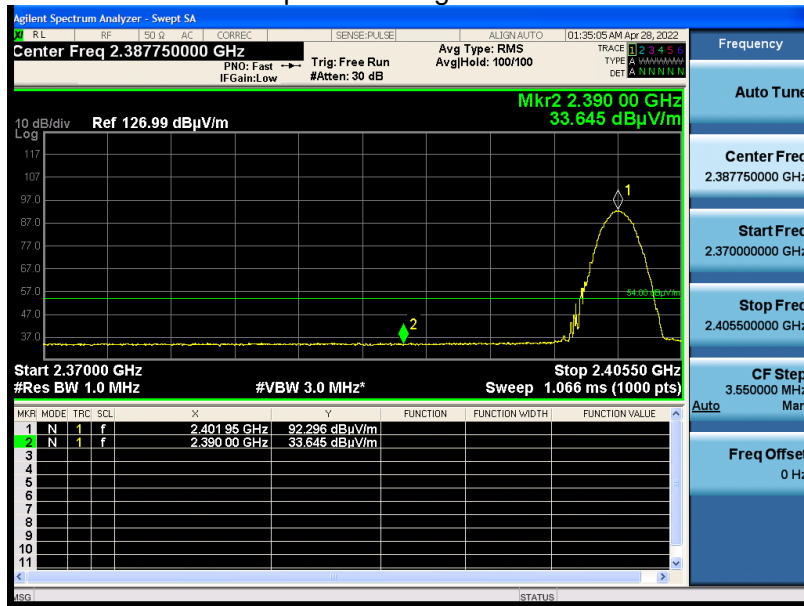 Agilent Spectrum Analyzer - Swept SA
RL RF 50 Ω AC CORREC SENSE:PULSE ALIGN AUTO 01:35:05 AM Apr 28, 2022
Center Freq 2.387750000 GHz
PNO: Fast
IFGain:Low
Trig: Free Run
#Atten: 30 dB
Avg Type: RMS
Avg|Hold: 100/100
TRACE 1 2 3 4 5 6
TYPE A WWWWW
DET A N N N N N
Mkr2 2.390 00 GHz
33.645 dBµV/m
10 dB/div Ref 126.99 dBµV/m
Log
117
107
97.0
87.0
77.0
67.0
57.0
47.0
37.0
1
54.00 dBµV/m
2
Start 2.37000 GHz Stop 2.40550 GHz
#Res BW 1.0 MHz #VBW 3.0 MHz* Sweep 1.066 ms (1000 pts)
MKR MODE TRC SCL X Y FUNCTION FUNCTION WIDTH FUNCTION VALUE
1 N 1 f 2.401 95 GHz 92.296 dBµV/m
2 N 1 f 2.390 00 GHz 33.645 dBµV/m
3
4
5
6
7
8
9
10
11
MSG STATUS
Frequency
Auto Tune
Center Freq
2.387750000 GHz
Start Freq
2.370000000 GHz
Stop Freq
2.405500000 GHz
CF Step
3.550000 MHz
Auto Man
Freq Offset
0 Hz